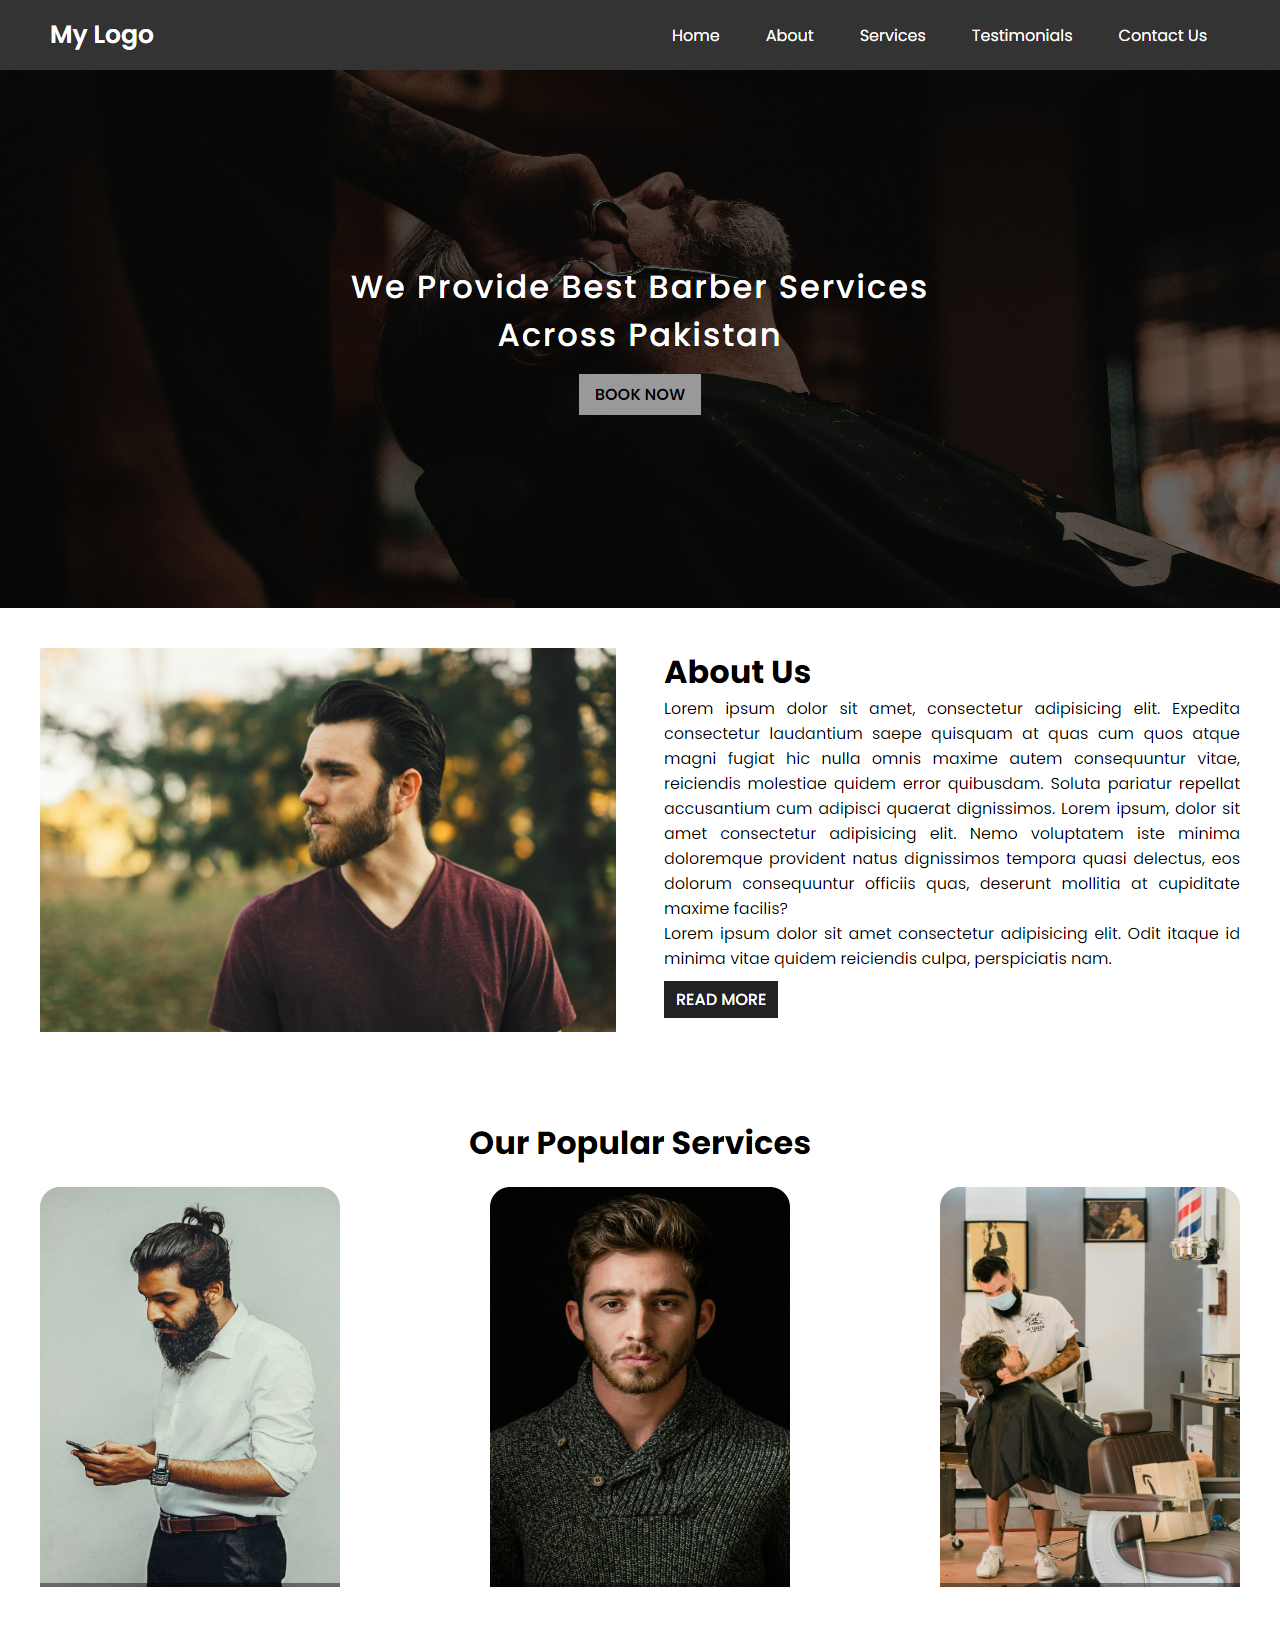 My Logo
Home About Services Testimonials Contact Us
We Provide Best Barber Services
Across Pakistan
BOOK NOW
About Us
Lorem ipsum dolor sit amet, consectetur adipisicing elit. Expedita
consectetur laudantium saepe quisquam at quas cum quos atque
magni fugiat hic nulla omnis maxime autem consequuntur vitae,
reiciendis molestiae quidem error quibusdam. Soluta pariatur repellat
accusantium cum adipisci quaerat dignissimos. Lorem ipsum, dolor sit
amet consectetur adipisicing elit. Nemo voluptatem iste minima
doloremque provident natus dignissimos tempora quasi delectus, eos
dolorum consequuntur officiis quas, deserunt mollitia at cupiditate
maxime facilis?
Lorem ipsum dolor sit amet consectetur adipisicing elit. Odit itaque id
minima vitae quidem reiciendis culpa, perspiciatis nam.
READ MORE
Our Popular Services